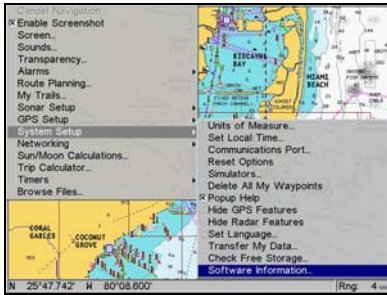 Cancel Navigation
Enable Screenshot
Screen...
Sounds...
Transparency...
Alarms
Route Planning...
My Trails...
Sonar Setup
GPS Setup
System Setup
Networking
Sun/Moon Calculations...
Trip Calculator...
Timers
Browse Files...
Units of Measure...
Set Local Time...
Communications Port...
Reset Options
Simulators...
Delete All My Waypoints
Popup Help
Hide GPS Features
Hide Radar Features
Set Language...
Transfer My Data...
Check Free Storage...
Software Information...
BISCAYNE
BAY
MIAMI
BEACH
SUNSET
ISLANDS
CORAL
GABLES
COCONUT
GROVE
N 25°47.742' W 80°08.600'
Rng: 4